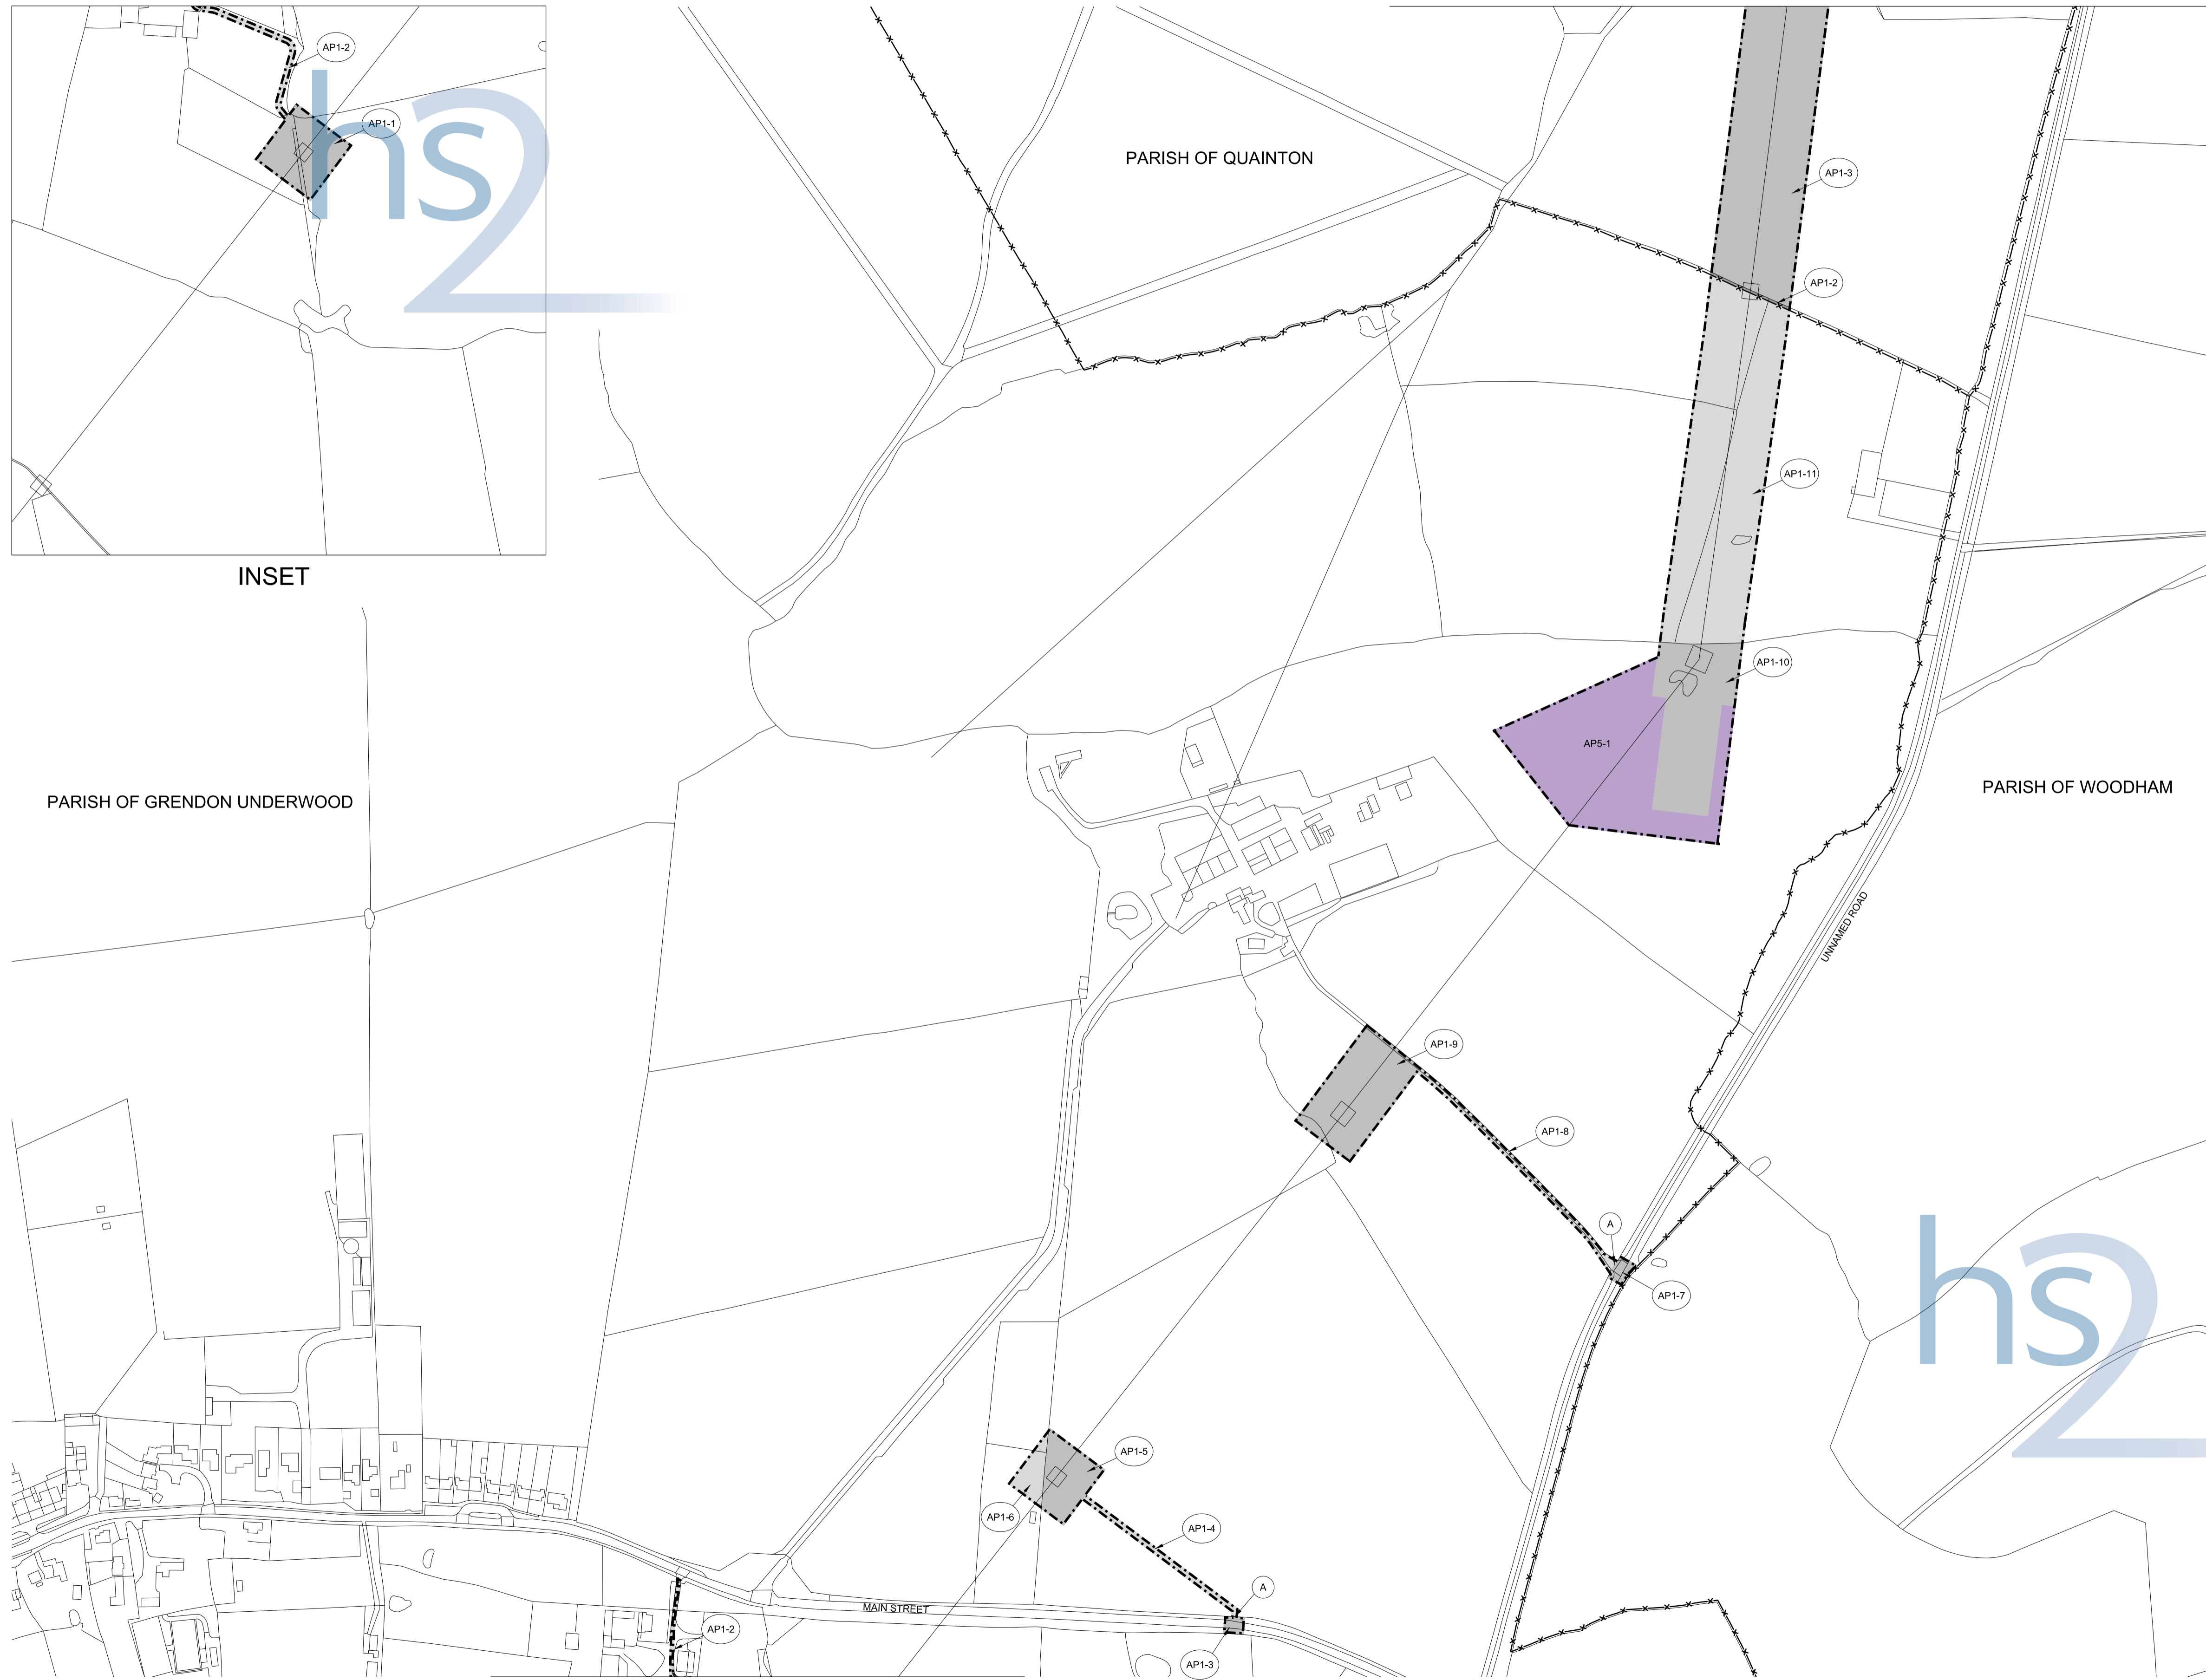 AP1-2
AP1-1
hs2
INSET
PARISH OF QUAINTON
AP1-3
AP1-2
AP1-11
AP1-10
AP5-1
PARISH OF GRENDON UNDERWOOD
PARISH OF WOODHAM
UNNAMED ROAD
AP1-9
AP1-8
A
AP1-7
hs2
AP1-5
AP1-6
AP1-4
A
MAIN STREET
AP1-2
AP1-3